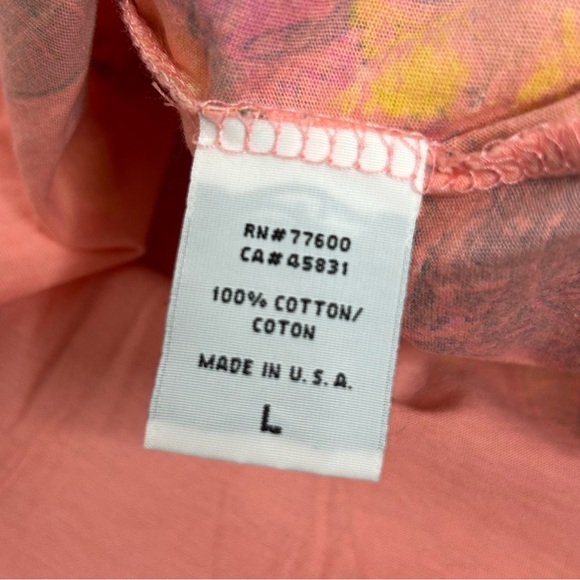 RN#77600
CA#45831
100% COTTON/
COTON
MADE IN U.S.A.
L